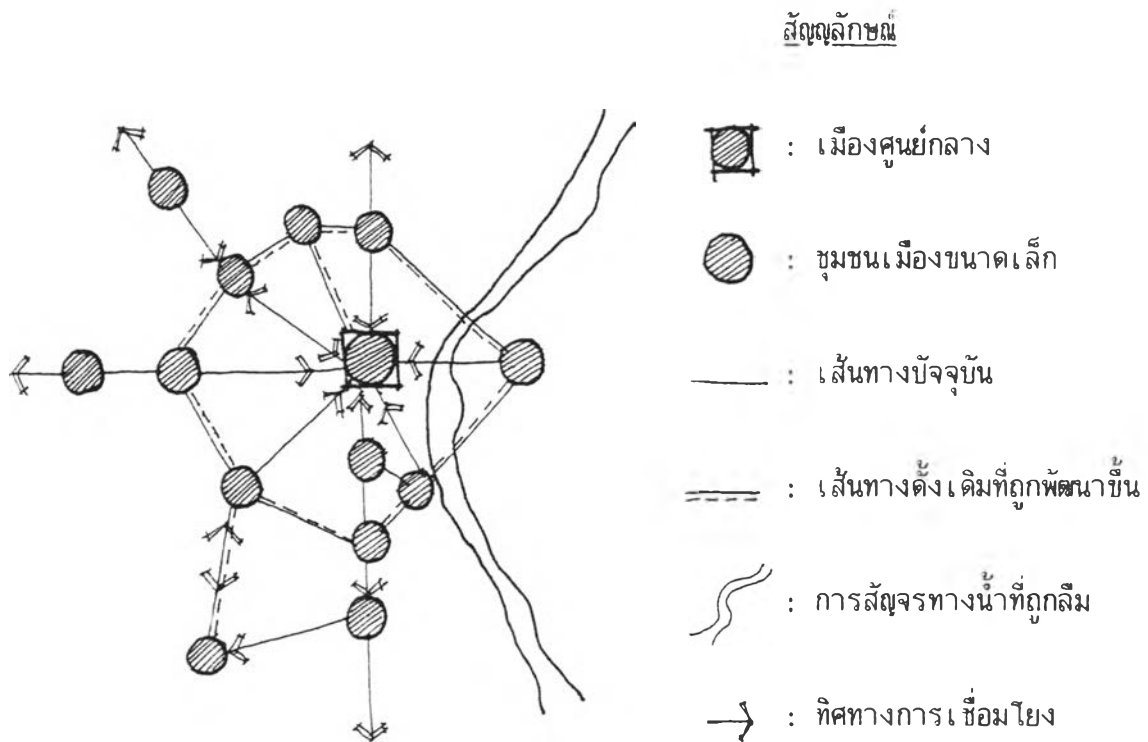 สัญญลักษณ์
: เมืองศูนย์กลาง
: ชุมชนเมืองขนาดเล็ก
: เส้นทางปัจจุบัน
: เส้นทางดั้งเดิมที่ถูกพัฒนาขึ้น
: การสัญจรทางน้ำที่ถูกลืม
: ทิศทางการเชื่อมโยง